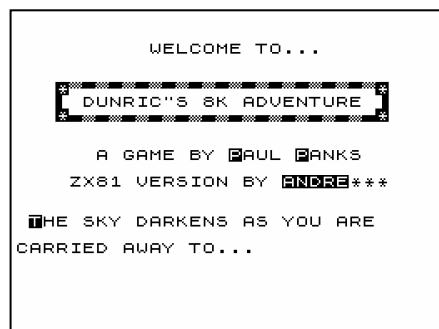 WELCOME TO...
DUNRIC"S 8K ADVENTURE
A GAME BY PAUL PANKS
ZX81 VERSION BY ANDRE***
THE SKY DARKENS AS YOU ARE
CARRIED AWAY TO...